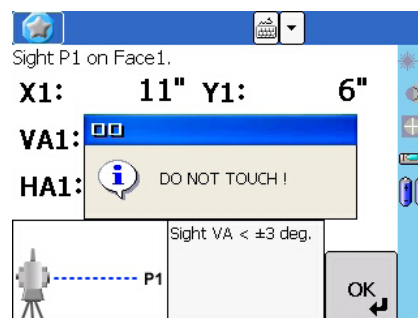 Sight P1 on Face1.
X1: 11" Y1: 6"
VA1:
DO NOT TOUCH !
HA1:
Sight VA < ±3 deg.
P1
OK